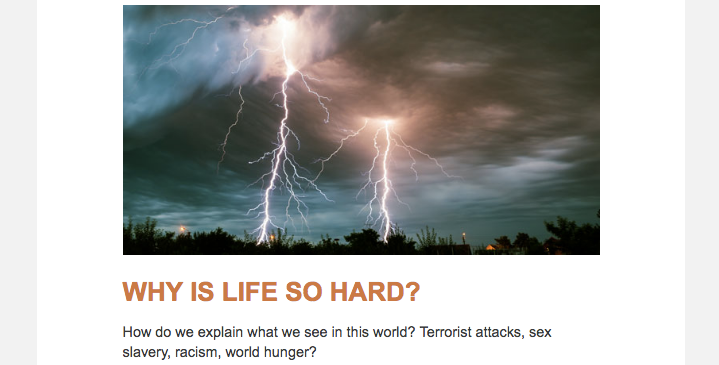 WHY IS LIFE SO HARD?
How do we explain what we see in this world? Terrorist attacks, sex
slavery, racism, world hunger?